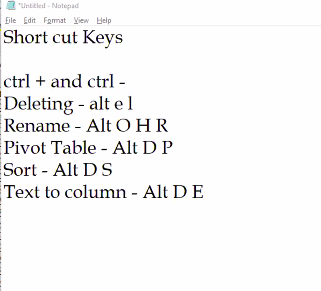 *Untitled - Notepad
File Edit Format View Help
Short cut Keys
ctrl + and ctrl -
Deleting - alt e l
Rename - Alt O H R
Pivot Table - Alt D P
Sort - Alt D S
Text to column - Alt D E